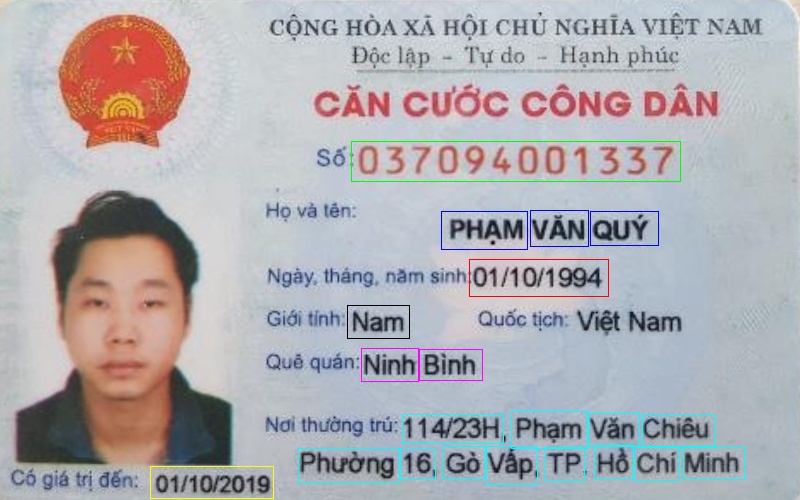 CỘNG HÒA XÃ HỘI CHỦ NGHĨA VIỆT NAM
Độc lập - Tự do - Hạnh phúc
CĂN CƯỚC CÔNG DÂN
Số: 037094001337
Họ và tên:
PHẠM VĂN QUÝ
Ngày, tháng, năm sinh: 01/10/1994
Giới tính: Nam Quốc tịch: Việt Nam
Quê quán: Ninh Bình
Nơi thường trú: 114/23H, Phạm Văn Chiêu
Phường 16, Gò Vấp, TP. Hồ Chí Minh
Có giá trị đến: 01/10/2019